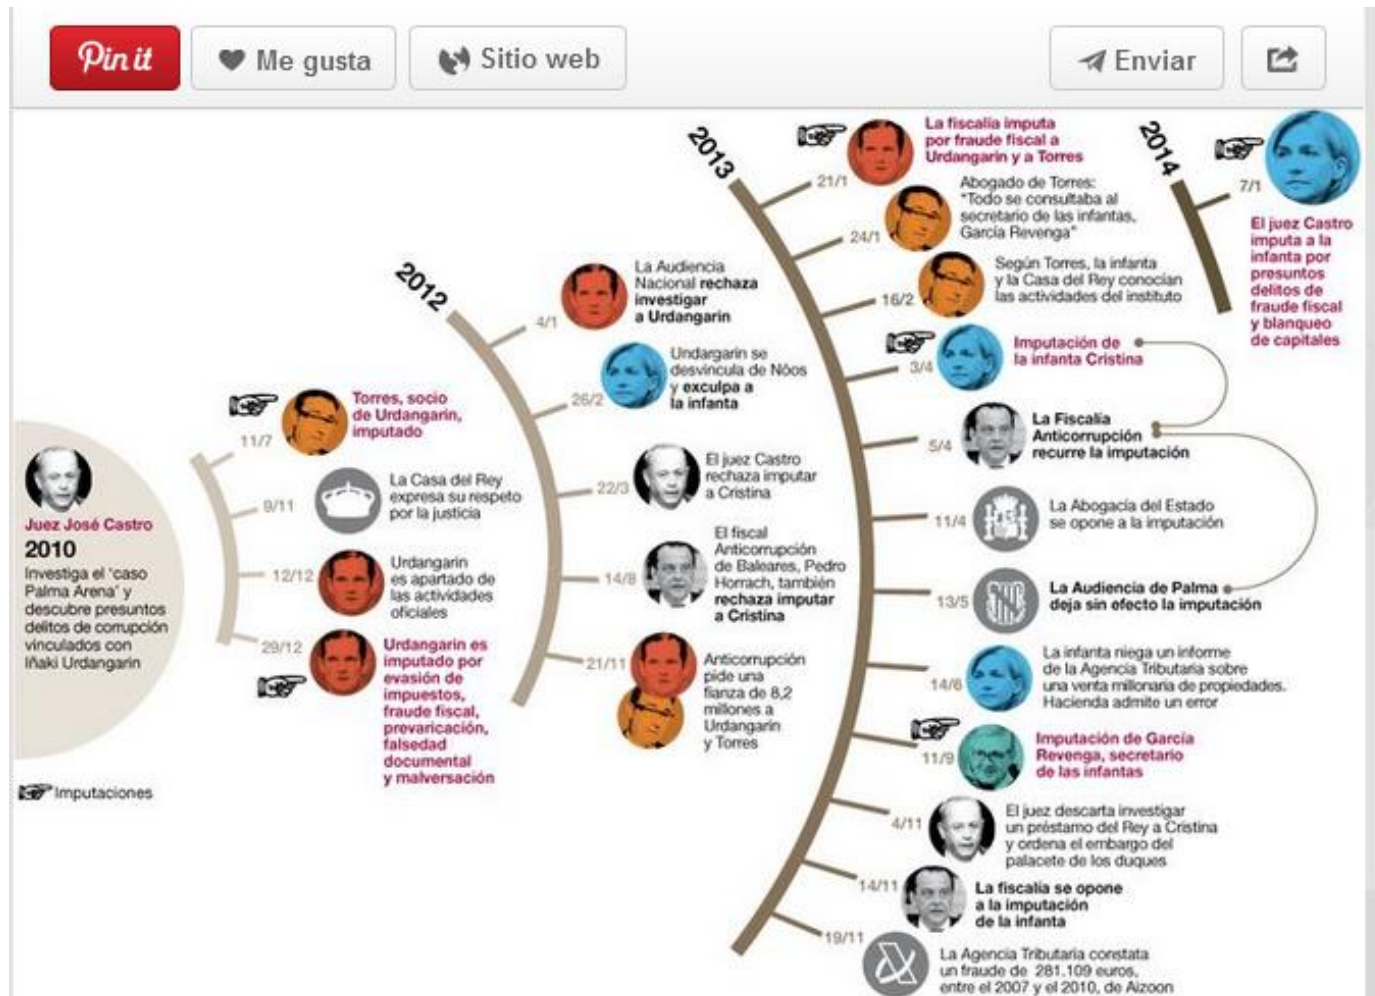 Pin it
Me gusta
Sitio web
Enviar
Juez José Castro
2010
Investiga el 'caso
Palma Arena' y
descubre presuntos
delitos de corrupción
vinculados con
Iñaki Urdangarin
Imputaciones
11/7
Torres, socio
de Urdangarin,
imputado
9/11
La Casa del Rey
expresa su respeto
por la justicia
12/12
Urdangarin
es apartado de
las actividades
oficiales
29/12
Urdangarin es
imputado por
evasión de
impuestos,
fraude fiscal,
prevaricación,
falsedad
documental
y malversación
2012
4/1
La Audiencia
Nacional rechaza
investigar
a Urdangarin
26/2
Undargarin se
desvincula de Nóos
y exculpa a
la infanta
22/3
El juez Castro
rechaza imputar
a Cristina
14/8
El fiscal
Anticorrupción
de Baleares, Pedro
Horrach, también
rechaza imputar
a Cristina
21/11
Anticorrupción
pide una
fianza de 8,2
millones a
Urdangarin
y Torres
2013
21/1
La fiscalía imputa
por fraude fiscal a
Urdangarin y a Torres
24/1
Abogado de Torres:
"Todo se consultaba al
secretario de las infantas,
García Revenga"
16/2
Según Torres, la infanta
y la Casa del Rey conocían
las actividades del instituto
3/4
Imputación de
la infanta Cristina
5/4
La Fiscalía
Anticorrupción
recurre la imputación
11/4
La Abogacía del Estado
se opone a la imputación
13/5
La Audiencia de Palma
deja sin efecto la imputación
14/6
La infanta niega un informe
de la Agencia Tributaria sobre
una venta millonaria de propiedades.
Hacienda admite un error
11/9
Imputación de García
Revenga, secretario
de las infantas
4/11
El juez descarta investigar
un préstamo del Rey a Cristina
y ordena el embargo del
palacete de los duques
14/11
La fiscalía se opone
a la imputación
de la infanta
19/11
La Agencia Tributaria constata
un fraude de 281.109 euros,
entre el 2007 y el 2010, de Aizoon
2014
7/1
El juez Castro
imputa a la
infanta por
presuntos
delitos de
fraude fiscal
y blanqueo
de capitales